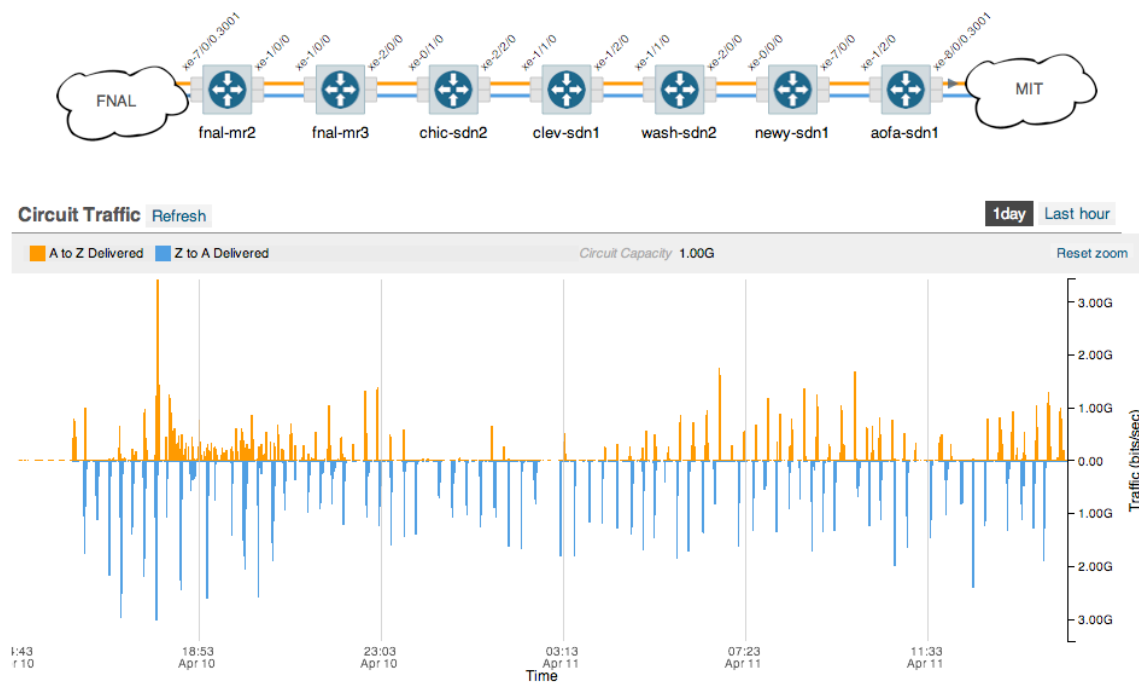 xe-7/0/0.3001 xe-1/0/0 xe-1/0/0 xe-2/0/0 xe-0/1/0 xe-2/2/0 xe-1/1/0 xe-1/2/0 xe-1/1/0 xe-2/0/0 xe-0/0/0 xe-7/0/0 xe-1/2/0 xe-8/0/0.3001
FNAL MIT
fnal-mr2 fnal-mr3 chic-sdn2 clev-sdn1 wash-sdn2 newy-sdn1 aofa-sdn1
Circuit Traffic Refresh 1day Last hour
A to Z Delivered Z to A Delivered Circuit Capacity 1.00G Reset zoom
3.00G
2.00G
1.00G
0.00
1.00G
2.00G
3.00G
Traffic (bits/sec)
:43 18:53 23:03 03:13 07:23 11:33
r 10 Apr 10 Apr 10 Apr 11 Apr 11 Apr 11
Time